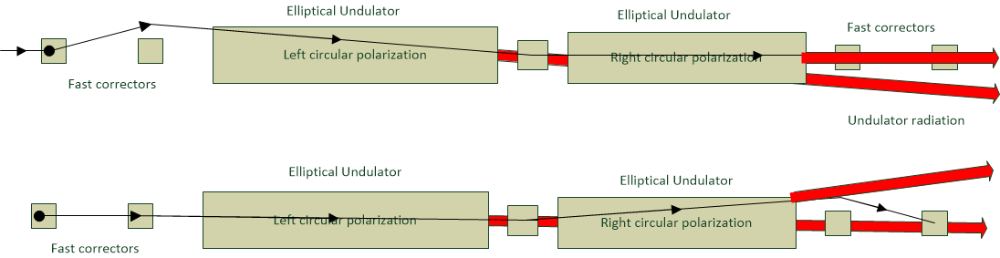 Elliptical Undulator
Elliptical Undulator
Fast correctors
Left circular polarization
Right circular polarization
Fast correctors
Undulator radiation
Elliptical Undulator
Elliptical Undulator
Left circular polarization
Right circular polarization
Fast correctors